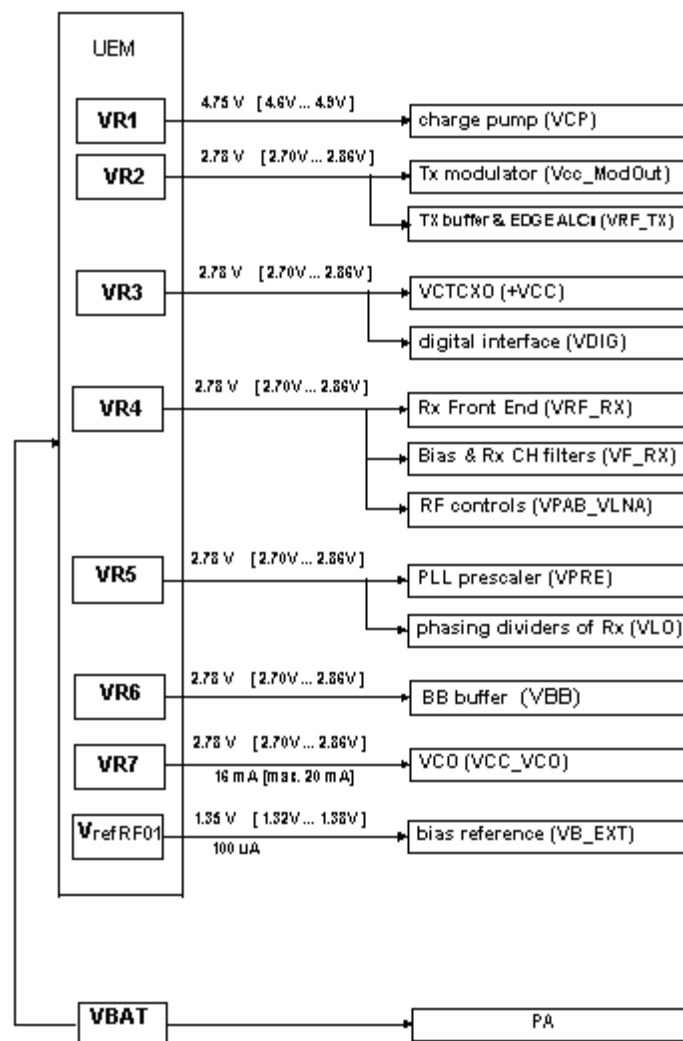 UEM
VR1
4.75 V [ 4.6V... 4.9V ]
charge pump (VCP)
VR2
2.78 V [2.70V... 2.86V]
Tx modulator (Vcc_ModOut)
TX buffer & EDGE ALCs (VRF_TX)
VR3
2.78 V [2.70V... 2.86V]
VCTCXO (+VCC)
digital interface (VDIG)
VR4
2.78 V [2.70V... 2.86V]
Rx Front End (VRF_RX)
Bias & Rx CH filters (VF_RX)
RF controls (VPAB_VLNA)
VR5
2.78 V [2.70V... 2.86V]
PLL prescaler (VPRE)
phasing dividers of Rx (VLO)
VR6
2.78 V [2.70V... 2.86V]
BB buffer (VBB)
VR7
2.78 V [2.70V... 2.86V]
16 mA [max. 20 mA]
VCO (VCC_VCO)
VrefRF01
1.35 V [1.32V... 1.38V]
100 uA
bias reference (VB_EXT)
VBAT
PA